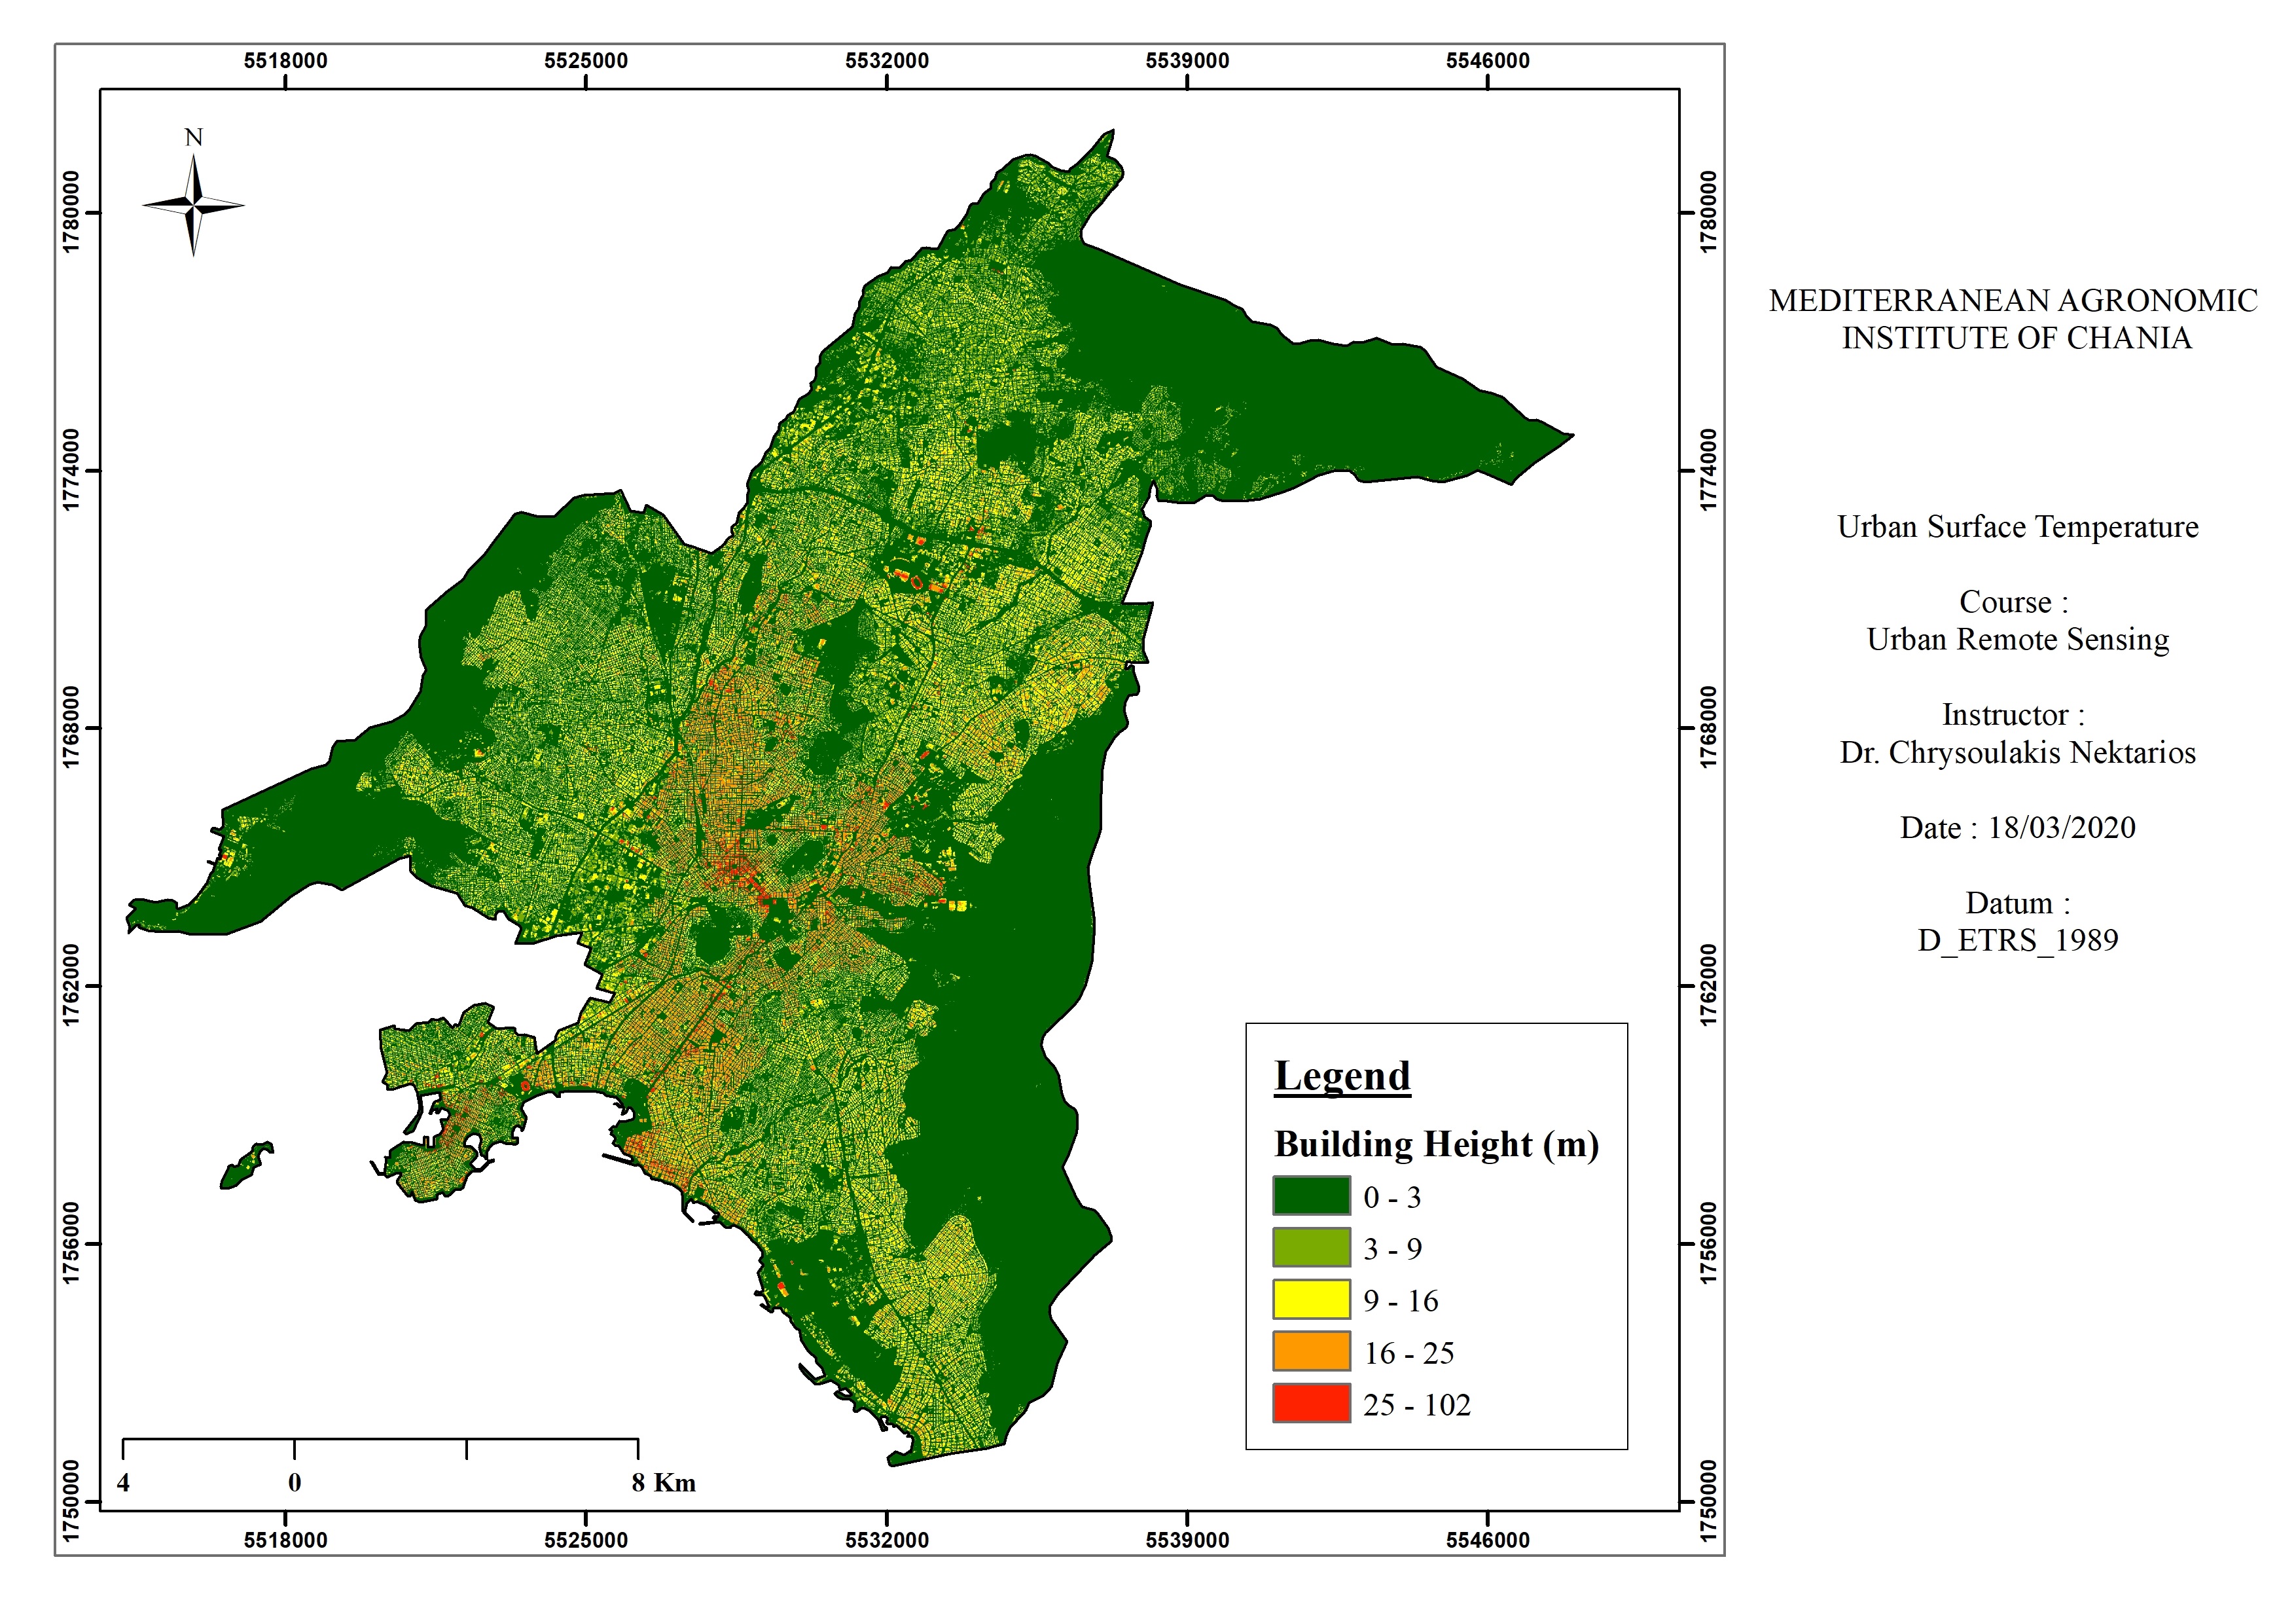 5518000 5525000 5532000 5539000 5546000
N
1780000 1780000
1774000 1774000
1768000 1768000
1762000 1762000
1756000 1756000
1750000 1750000
Legend
Building Height (m)
0 - 3
3 - 9
9 - 16
16 - 25
25 - 102
4 0 8 Km
5518000 5525000 5532000 5539000 5546000
MEDITERRANEAN AGRONOMIC
INSTITUTE OF CHANIA
Urban Surface Temperature
Course :
Urban Remote Sensing
Instructor :
Dr. Chrysoulakis Nektarios
Date : 18/03/2020
Datum :
D_ETRS_1989